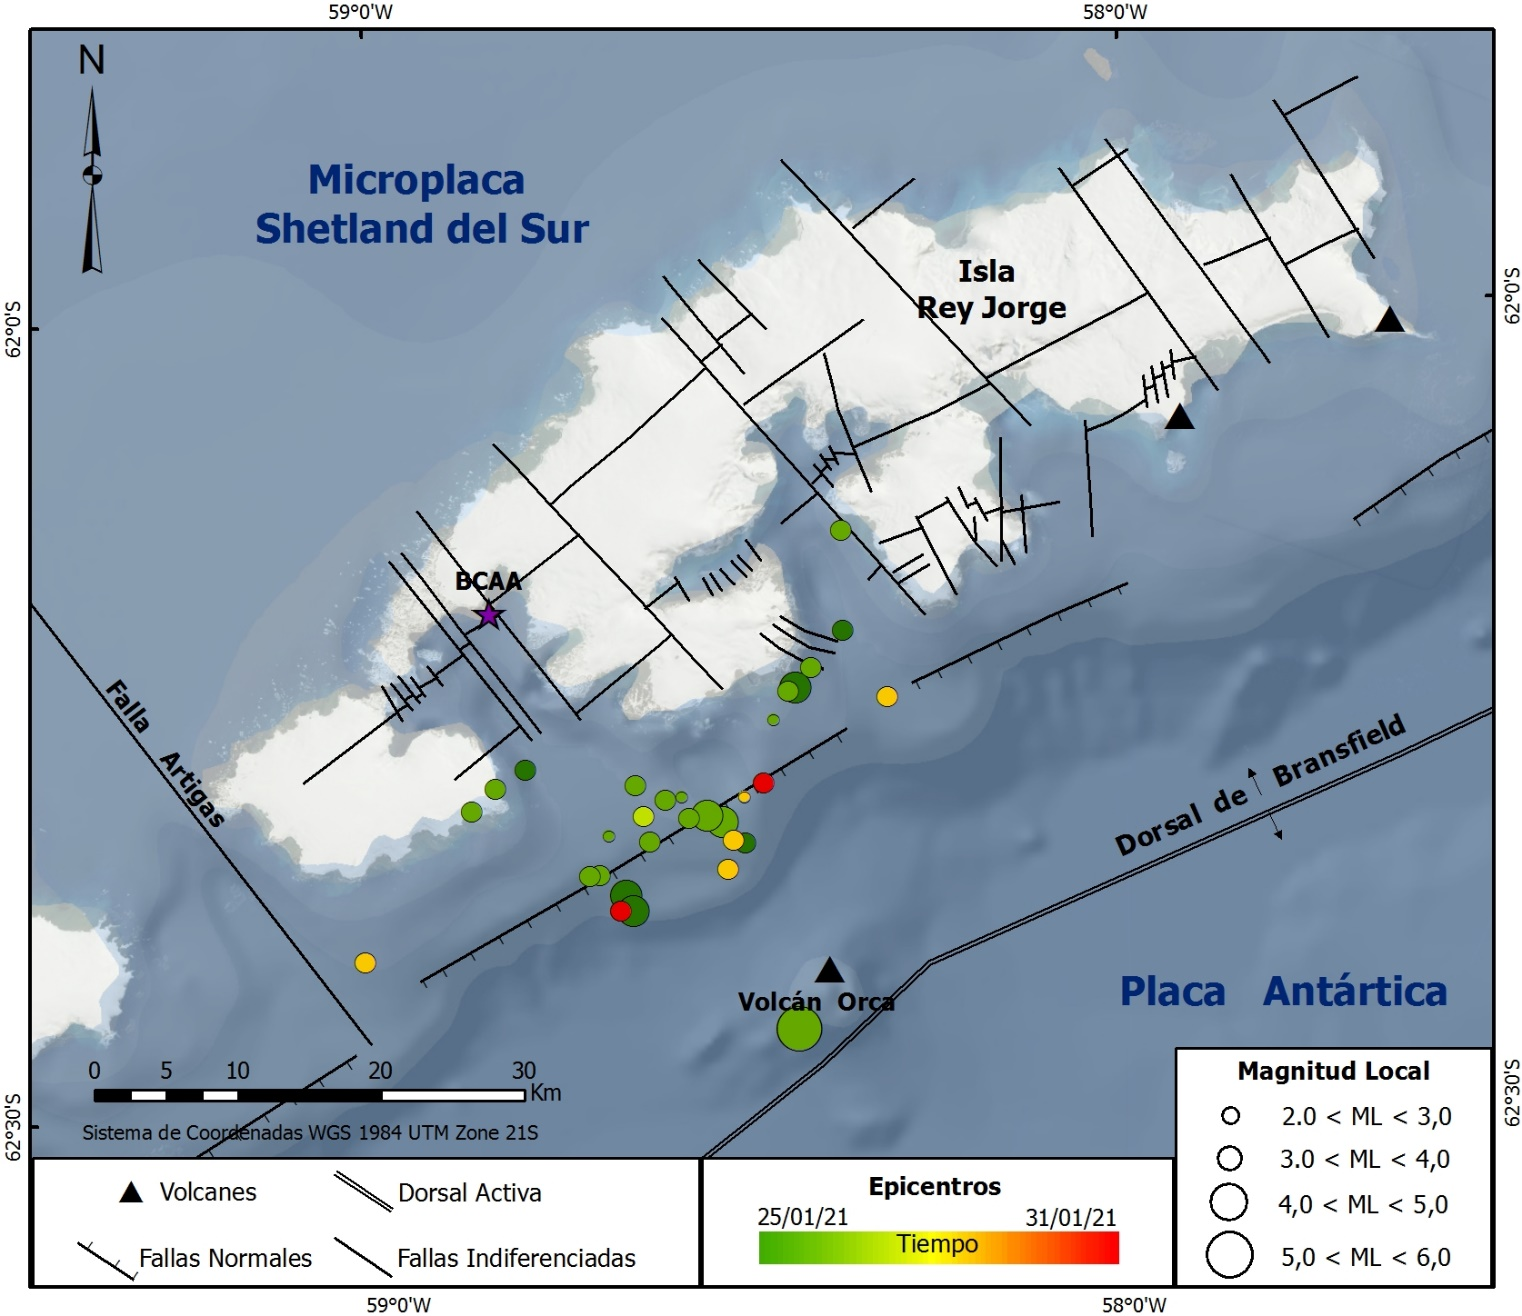 59°0'W
58°0'W
N
Microplaca
Shetland del Sur
Isla
Rey Jorge
62°0'S
62°0'S
BCAA
Falla Artigas
Dorsal de Bransfield
Volcán Orca
Placa Antártica
0 5 10 20 30
Km
Sistema de Coordenadas WGS 1984 UTM Zone 21S
62°30'S
62°30'S
Magnitud Local
2.0 < ML < 3,0
3.0 < ML < 4,0
4,0 < ML < 5,0
5,0 < ML < 6,0
Volcanes
Dorsal Activa
Fallas Normales
Fallas Indiferenciadas
Epicentros
25/01/21
31/01/21
Tiempo
59°0'W
58°0'W